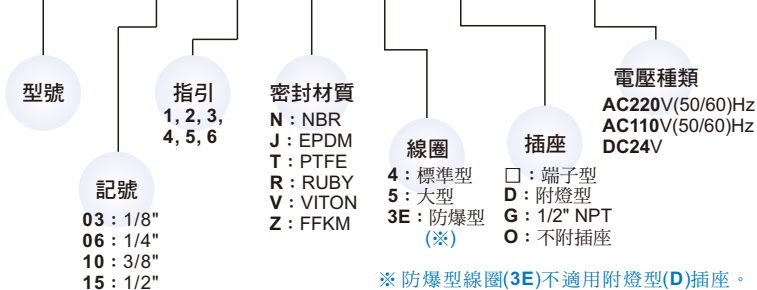 型號
記號
03：1/8"
06：1/4"
10：3/8"
15：1/2"
指引
1, 2, 3,
4, 5, 6
密封材質
N：NBR
J：EPDM
T：PTFE
R：RUBY
V：VITON
Z：FFKM
線圈
4：標準型
5：大型
3E：防爆型
(※)
插座
□：端子型
D：附燈型
G：1/2" NPT
O：不附插座
電壓種類
AC220V(50/60)Hz
AC110V(50/60)Hz
DC24V
※ 防爆型線圈(3E)不適用附燈型(D)插座。